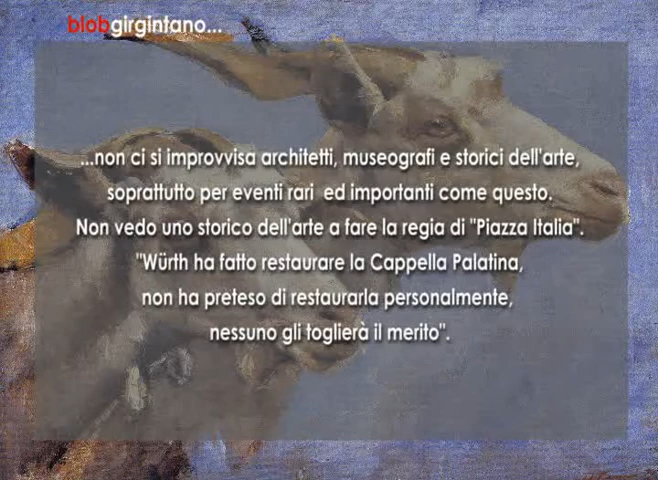 blobgirgintano...
...non ci si improvvisa architetti, museografi e storici dell'arte,
soprattutto per eventi rari ed importanti come questo.
Non vedo uno storico dell'arte a fare la regia di "Piazza Italia".
"Würth ha fatto restaurare la Cappella Palatina,
non ha preteso di restaurarla personalmente,
nessuno gli toglierà il merito".